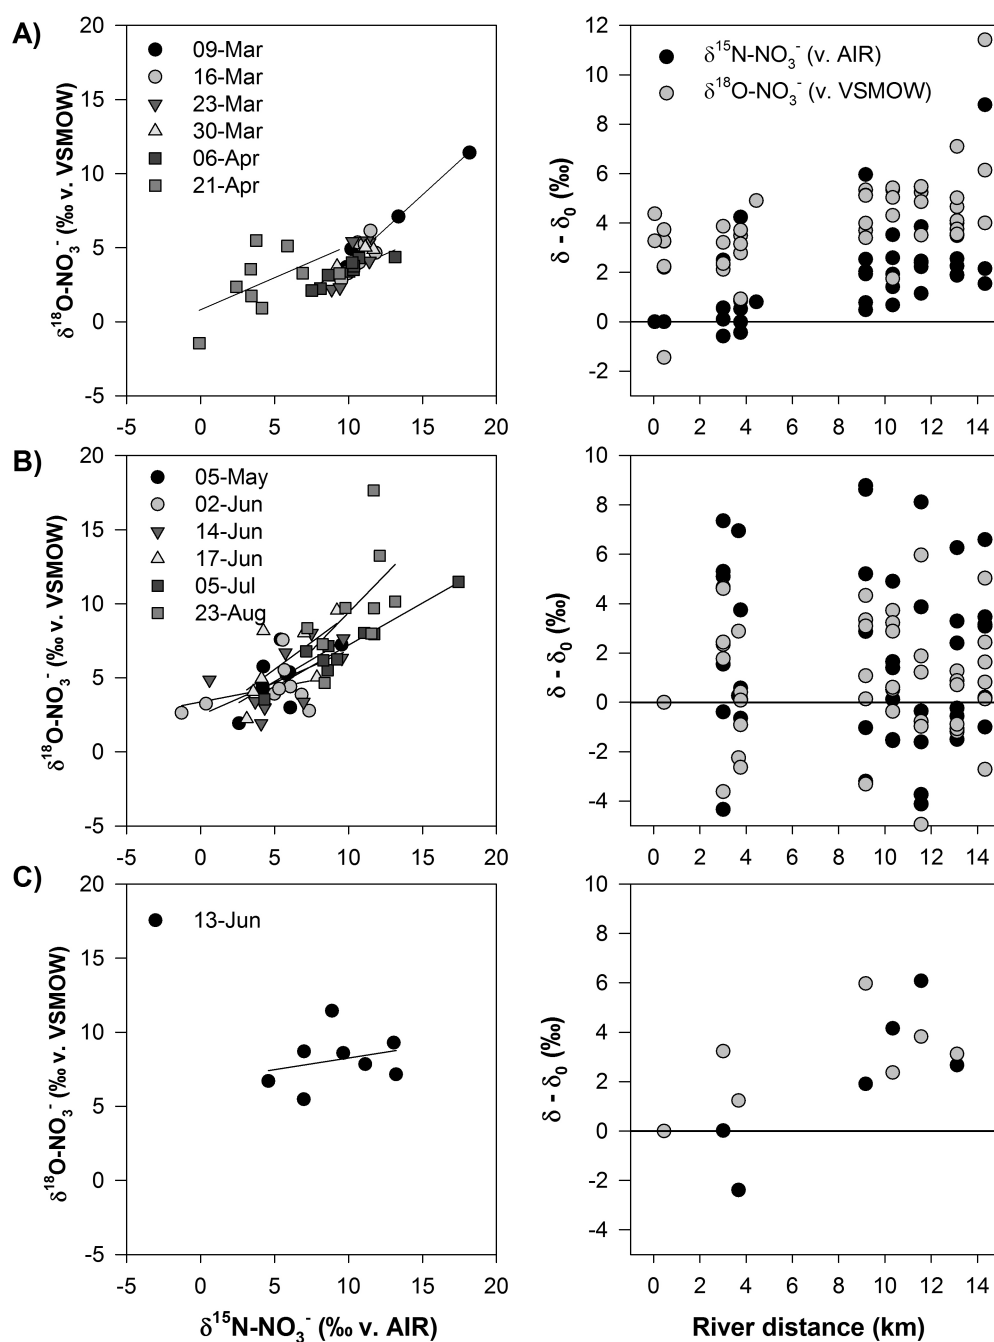 A)
20
15
10
5
0
-5
δ¹⁸O-NO₃⁻ (‰ v. VSMOW)
09-Mar
16-Mar
23-Mar
30-Mar
06-Apr
21-Apr
-5 0 5 10 15 20
12
10
8
6
4
2
0
-2
δ - δ₀ (‰)
δ¹⁵N-NO₃⁻ (v. AIR)
δ¹⁸O-NO₃⁻ (v. VSMOW)
0 2 4 6 8 10 12 14
B)
20
15
10
5
0
-5
δ¹⁸O-NO₃⁻ (‰ v. VSMOW)
05-May
02-Jun
14-Jun
17-Jun
05-Jul
23-Aug
-5 0 5 10 15 20
10
8
6
4
2
0
-2
-4
δ - δ₀ (‰)
0 2 4 6 8 10 12 14
C)
20
15
10
5
0
-5
δ¹⁸O-NO₃⁻ (‰ v. VSMOW)
13-Jun
-5 0 5 10 15 20
δ¹⁵N-NO₃⁻ (‰ v. AIR)
10
8
6
4
2
0
-2
-4
δ - δ₀ (‰)
0 2 4 6 8 10 12 14
River distance (km)